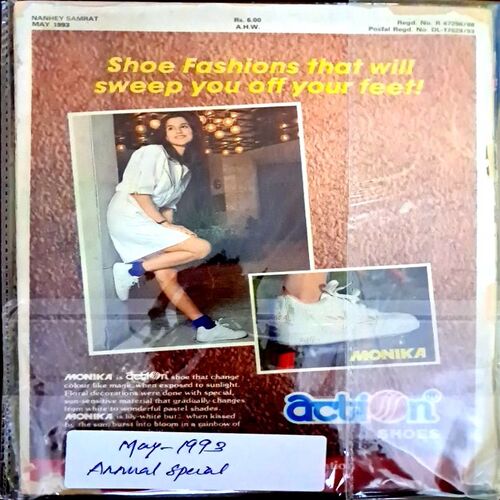 NANHEY SAMRAT
MAY 1993
Rs. 6.00
A.H.W.
Regd. No. R 47296/88
Postal Regd No. DL-17029/93
Shoe Fashions that will
sweep you off your feet!
MONIKA
MONIKA is action shoe that change
colour like magic, when exposed to sunlight.
Floral decorations were done with special,
sun-sensitive material that gradually changes
from white to wonderful pastel shades.
MONIKA is lily-white but... when kissed
by the sun, burst into bloom in a rainbow of
action
SHOES
May-1993
Annual Special